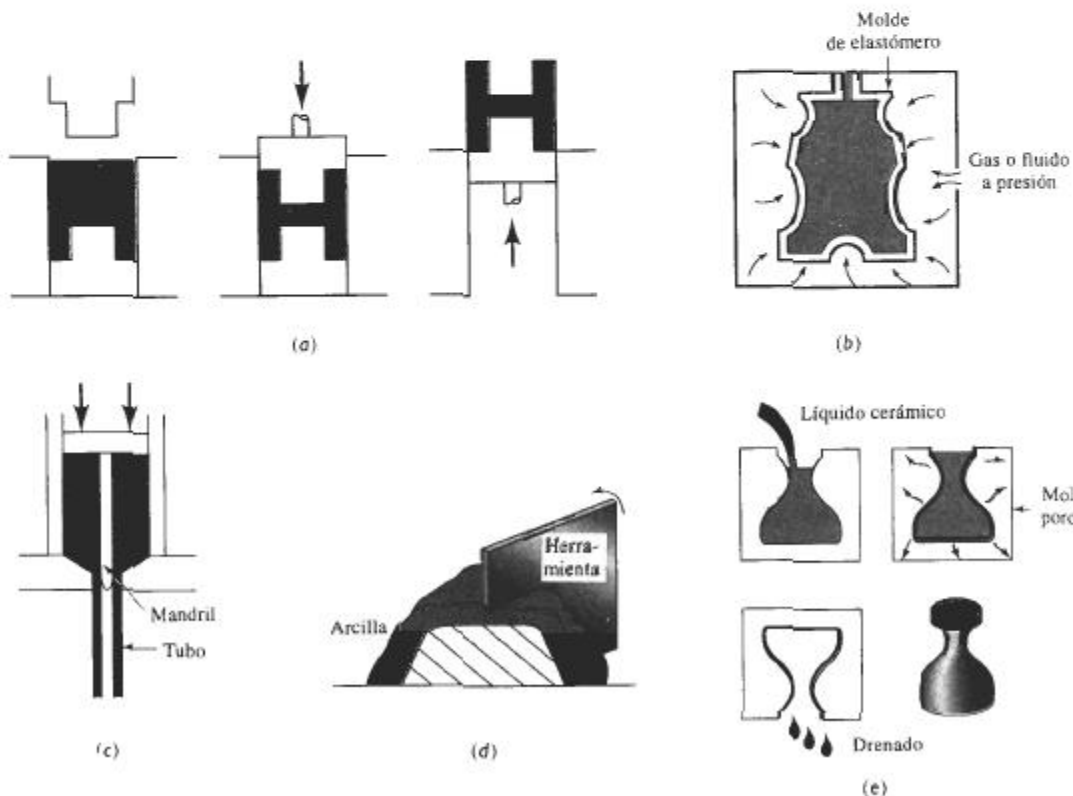 Molde
de elastómero
Gas o fluido
a presión
(a)
(b)
Mandril
Tubo
(c)
Herra-
mienta
Arcilla
(d)
Líquido cerámico
Drenado
(e)